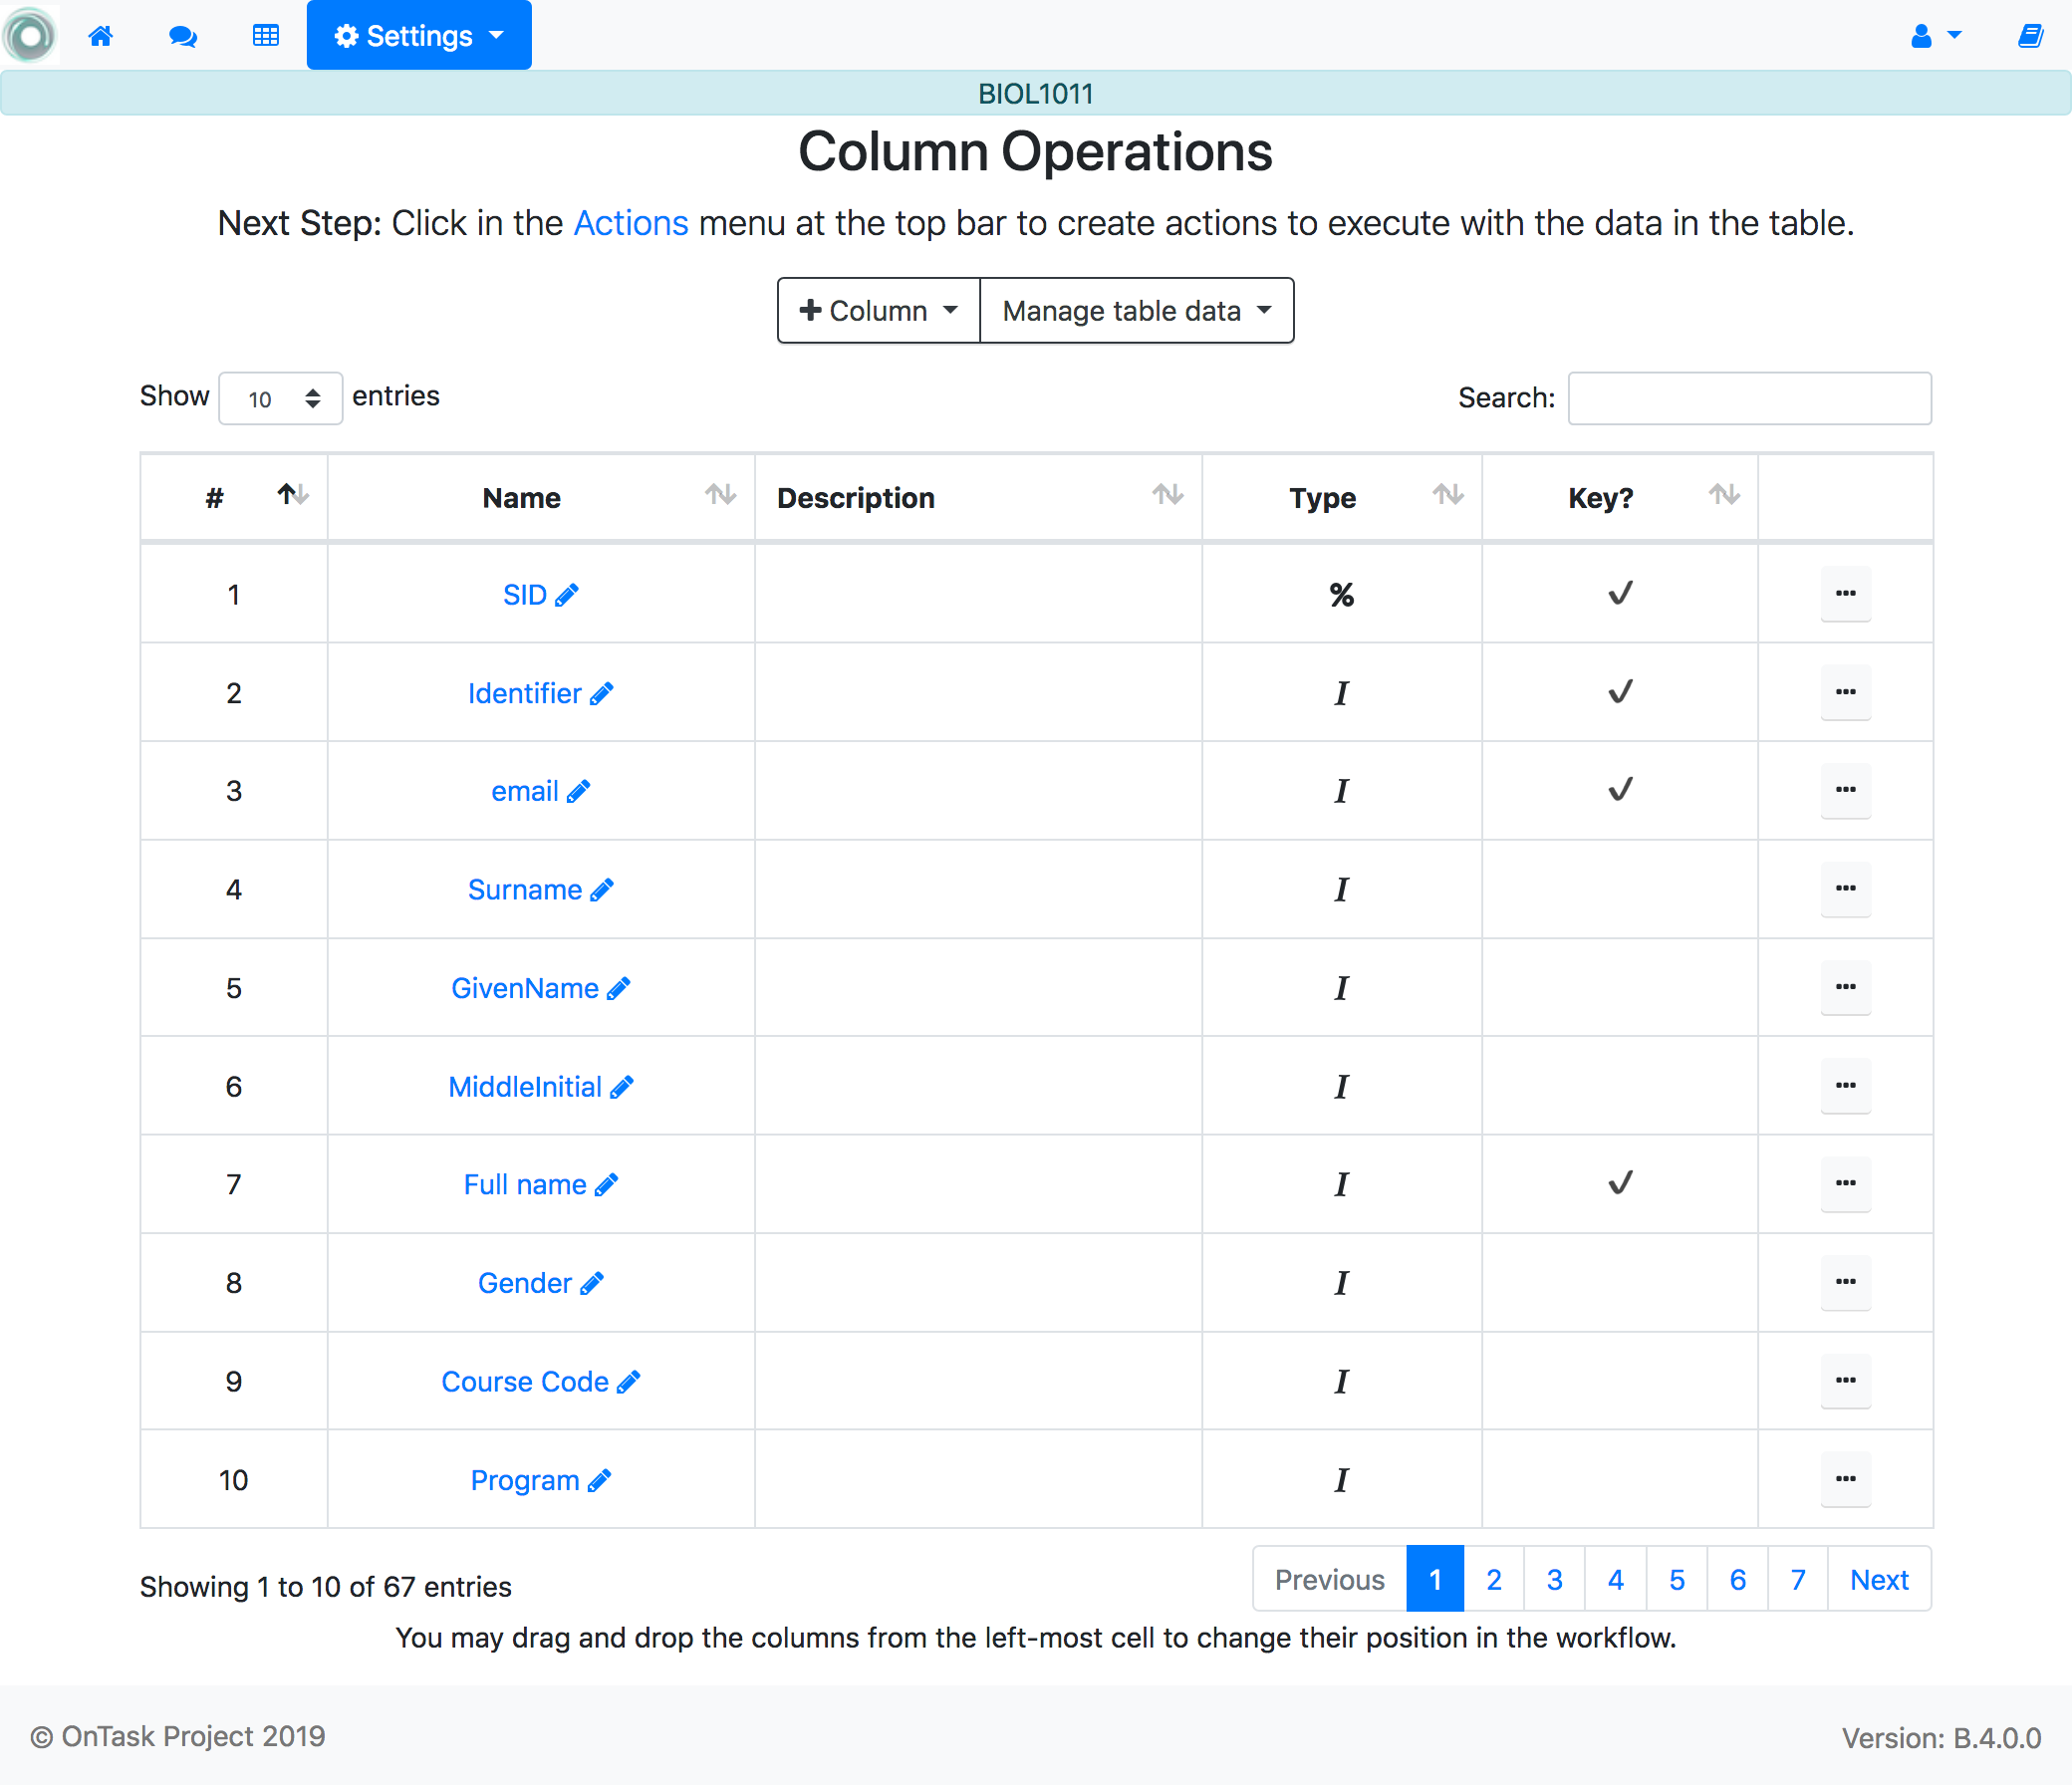 Settings
BIOL1011
Column Operations
Next Step: Click in the Actions menu at the top bar to create actions to execute with the data in the table.
Column Manage table data
Show 10 entries Search:
# Name Description Type Key?
1 SID %
2 Identifier I
3 email I
4 Surname I
5 GivenName I
6 MiddleInitial I
7 Full name I
8 Gender I
9 Course Code I
10 Program I
Showing 1 to 10 of 67 entries Previous 1 2 3 4 5 6 7 Next
You may drag and drop the columns from the left-most cell to change their position in the workflow.
© OnTask Project 2019 Version: B.4.0.0